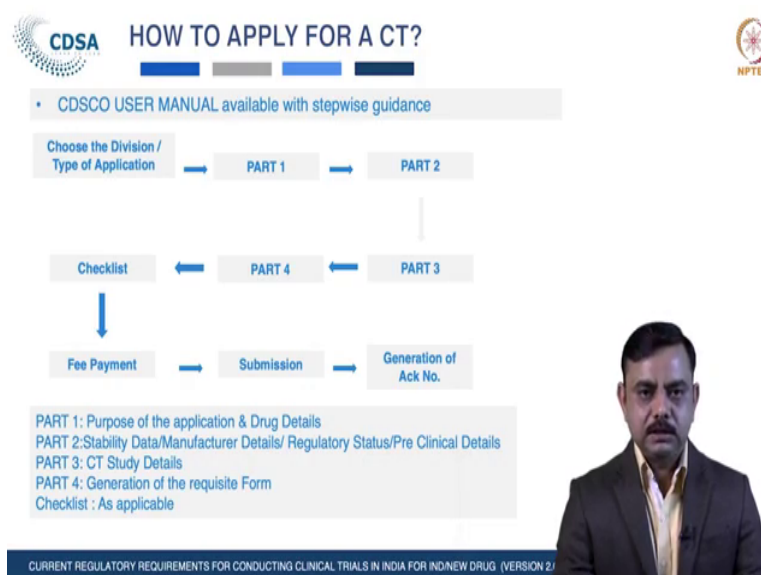 CDSA
HOW TO APPLY FOR A CT?
NPTE
• CDSCO USER MANUAL available with stepwise guidance
Choose the Division /
Type of Application
PART 1
PART 2
Checklist
PART 4
PART 3
Fee Payment
Submission
Generation of
Ack No.
PART 1: Purpose of the application & Drug Details
PART 2:Stability Data/Manufacturer Details/ Regulatory Status/Pre Clinical Details
PART 3: CT Study Details
PART 4: Generation of the requisite Form
Checklist : As applicable
CURRENT REGULATORY REQUIREMENTS FOR CONDUCTING CLINICAL TRIALS IN INDIA FOR IND/NEW DRUG (VERSION 2.